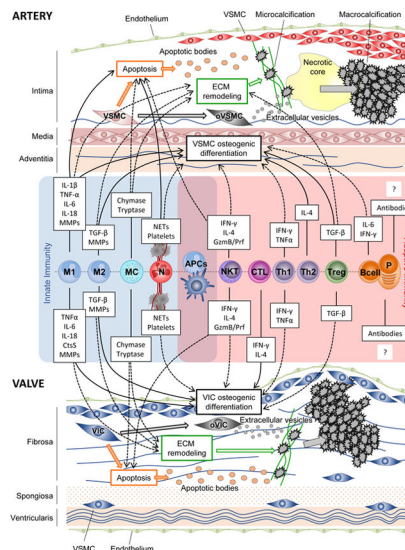 ARTERY
Endothelium
VSMC
Microcalcification
Macrocalcification
Apoptotic bodies
Apoptosis
Necrotic
core
Intima
ECM
remodeling
VSMC
oVSMC
Extracellular vesicles
Media
VSMC osteogenic
differentiation
Adventitia
IL-1β
TNF-α
IL-6
IL-18
MMPs
TGF-β
MMPs
Chymase
Tryptase
NETs
Platelets
IFN-γ
IL-4
GzmB/Prf
IFN-γ
TNFα
IL-4
TGF-β
IL-6
IFN-γ
?
Antibodies
Innate Immunity
M1
M2
MC
N
APCs
NKT
CTL
Th1
Th2
Treg
Bcell
P
TNFα
IL-6
IL-18
CtsS
MMPs
TGF-β
MMPs
Chymase
Tryptase
NETs
Platelets
IFN-γ
IL-4
GzmB/Prf
IFN-γ
IL-4
IFN-γ
TNFα
TGF-β
Antibodies
?
VALVE
VIC osteogenic
differentiation
VIC
oVIC
Extracellular vesicles
Fibrosa
ECM
remodeling
Apoptosis
Apoptotic bodies
Spongiosa
Ventricularis
VSMC
Endothelium